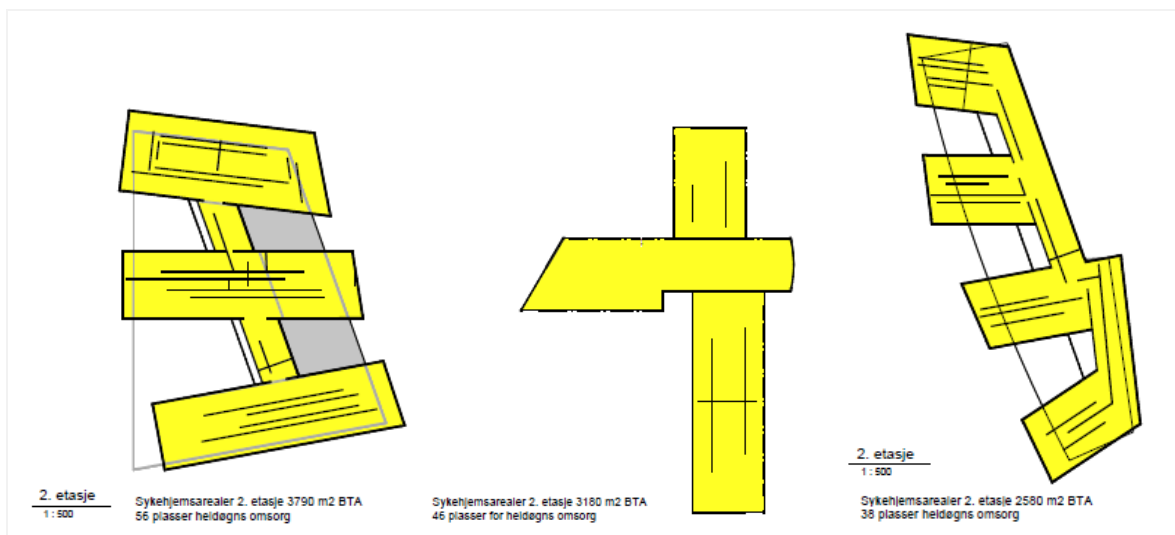 2. etasje
1 : 500
Sykehjemsarealer 2. etasje 3790 m2 BTA
56 plasser heldøgns omsorg
Sykehjemsarealer 2. etasje 3180 m2 BTA
46 plasser for heldøgns omsorg
2. etasje
1 : 500
Sykehjemsarealer 2. etasje 2580 m2 BTA
38 plasser heldøgns omsorg